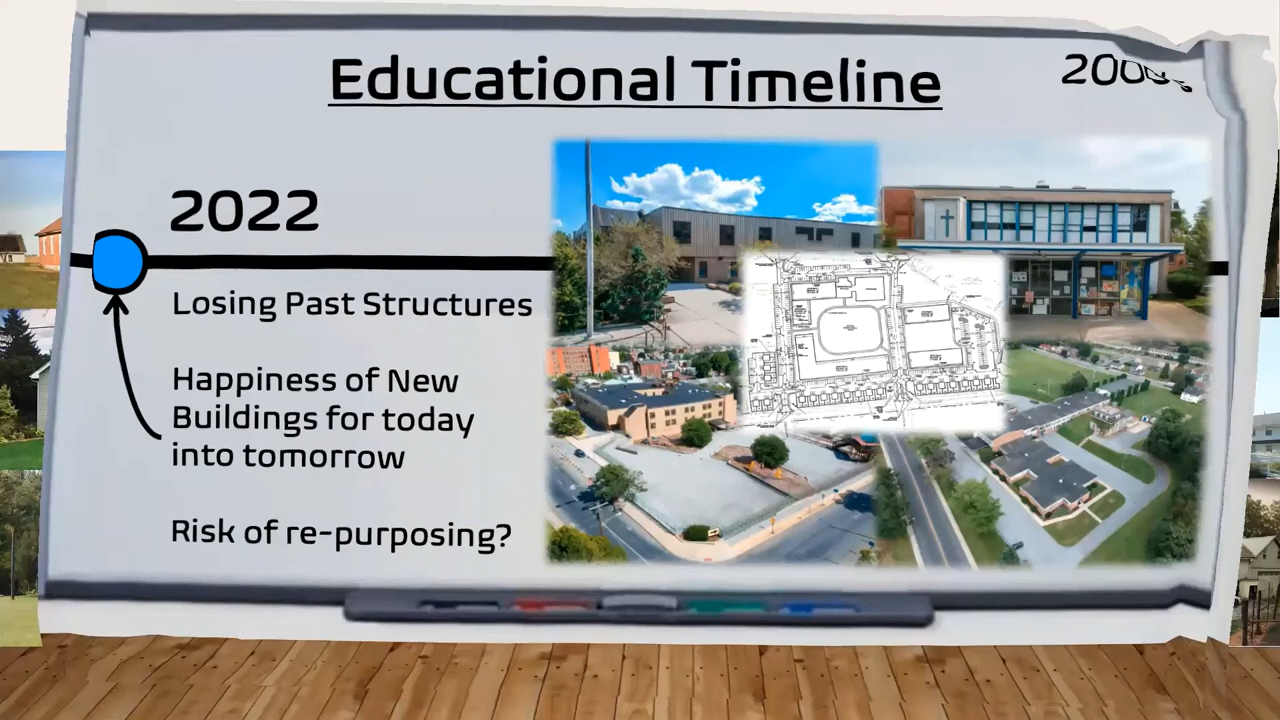 Educational Timeline
2022
Losing Past Structures
Happiness of New
Buildings for today
into tomorrow
Risk of re-purposing?